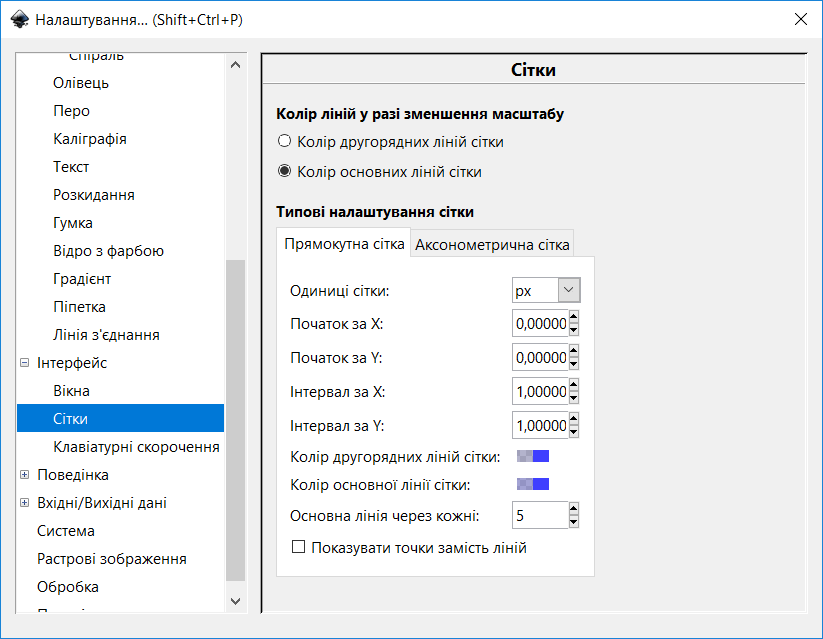 Налаштування... (Shift+Ctrl+P)
Спіраль
Олівець
Перо
Каліграфія
Текст
Розкидання
Гумка
Відро з фарбою
Градієнт
Піпетка
Лінія з'єднання
Інтерфейс
Вікна
Сітки
Клавіатурні скорочення
Поведінка
Вхідні/Вихідні дані
Система
Растрові зображення
Обробка
Сітки
Колір ліній у разі зменшення масштабу
Колір другорядних ліній сітки
Колір основних ліній сітки
Типові налаштування сітки
Прямокутна сітка Аксонометрична сітка
Одиниці сітки: px
Початок за X: 0,00000
Початок за Y: 0,00000
Інтервал за X: 1,00000
Інтервал за Y: 1,00000
Колір другорядних ліній сітки:
Колір основної лінії сітки:
Основна лінія через кожні: 5
Показувати точки замість ліній